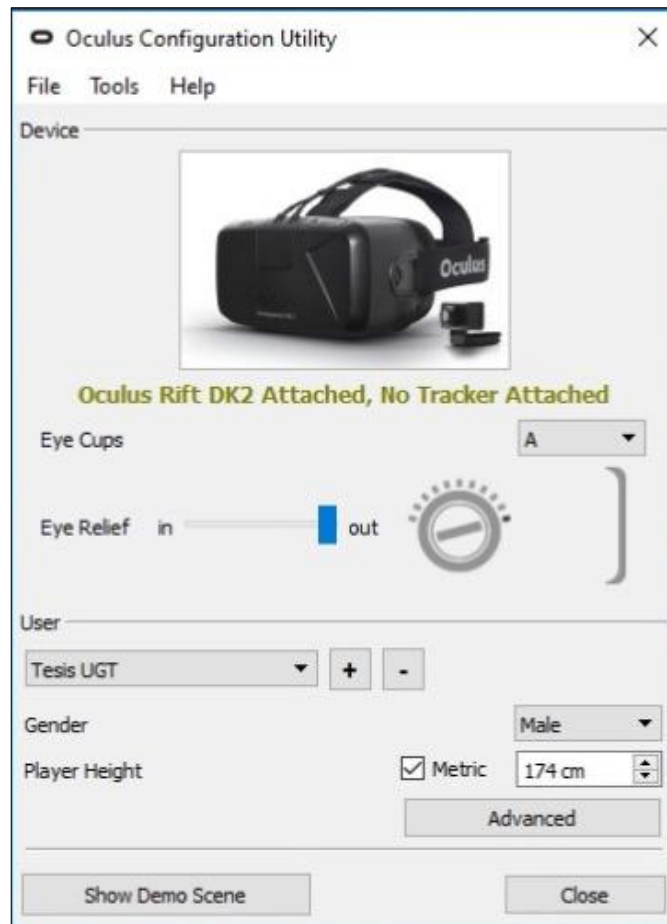 Oculus Configuration Utility
File Tools Help
Device
Oculus
Oculus Rift DK2 Attached, No Tracker Attached
Eye Cups A
Eye Relief in out
User
Tesis UGT + -
Gender Male
Player Height Metric 174 cm
Advanced
Show Demo Scene Close